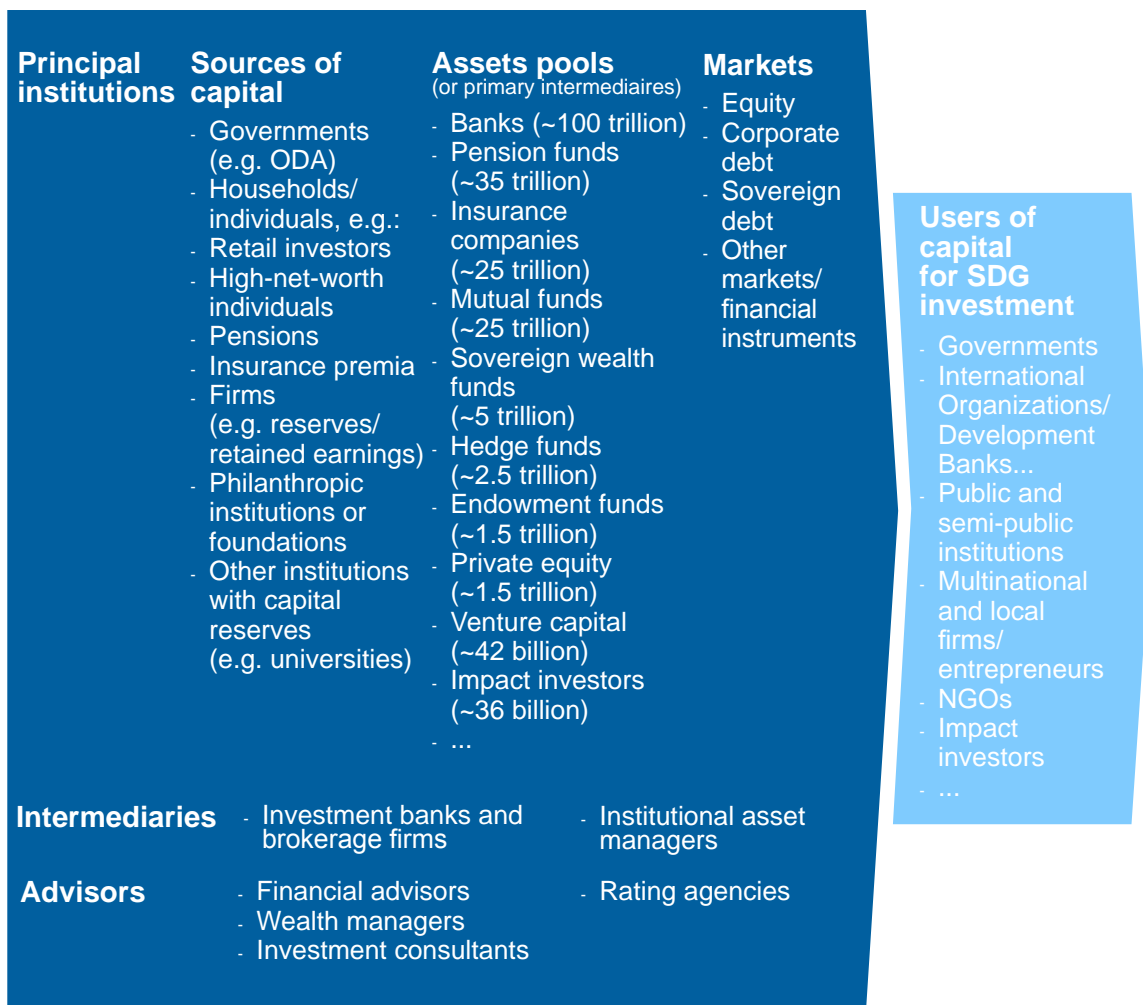 Principal
institutions
Sources of
capital
- Governments
(e.g. ODA)
- Households/
individuals, e.g.:
- Retail investors
- High-net-worth
individuals
- Pensions
- Insurance premia
- Firms
(e.g. reserves/
retained earnings)
- Philanthropic
institutions or
foundations
- Other institutions
with capital
reserves
(e.g. universities)
Assets pools
(or primary intermediaires)
- Banks (~100 trillion)
- Pension funds
(~35 trillion)
- Insurance
companies
(~25 trillion)
- Mutual funds
(~25 trillion)
- Sovereign wealth
funds
(~5 trillion)
- Hedge funds
(~2.5 trillion)
- Endowment funds
(~1.5 trillion)
- Private equity
(~1.5 trillion)
- Venture capital
(~42 billion)
- Impact investors
(~36 billion)
- ...
Markets
- Equity
- Corporate
debt
- Sovereign
debt
- Other
markets/
financial
instruments
Intermediaries
- Investment banks and
brokerage firms
- Institutional asset
managers
Advisors
- Financial advisors
- Wealth managers
- Investment consultants
- Rating agencies
Users of
capital
for SDG
investment
- Governments
- International
Organizations/
Development
Banks...
- Public and
semi-public
institutions
- Multinational
and local
firms/
entrepreneurs
- NGOs
- Impact
investors
- ...